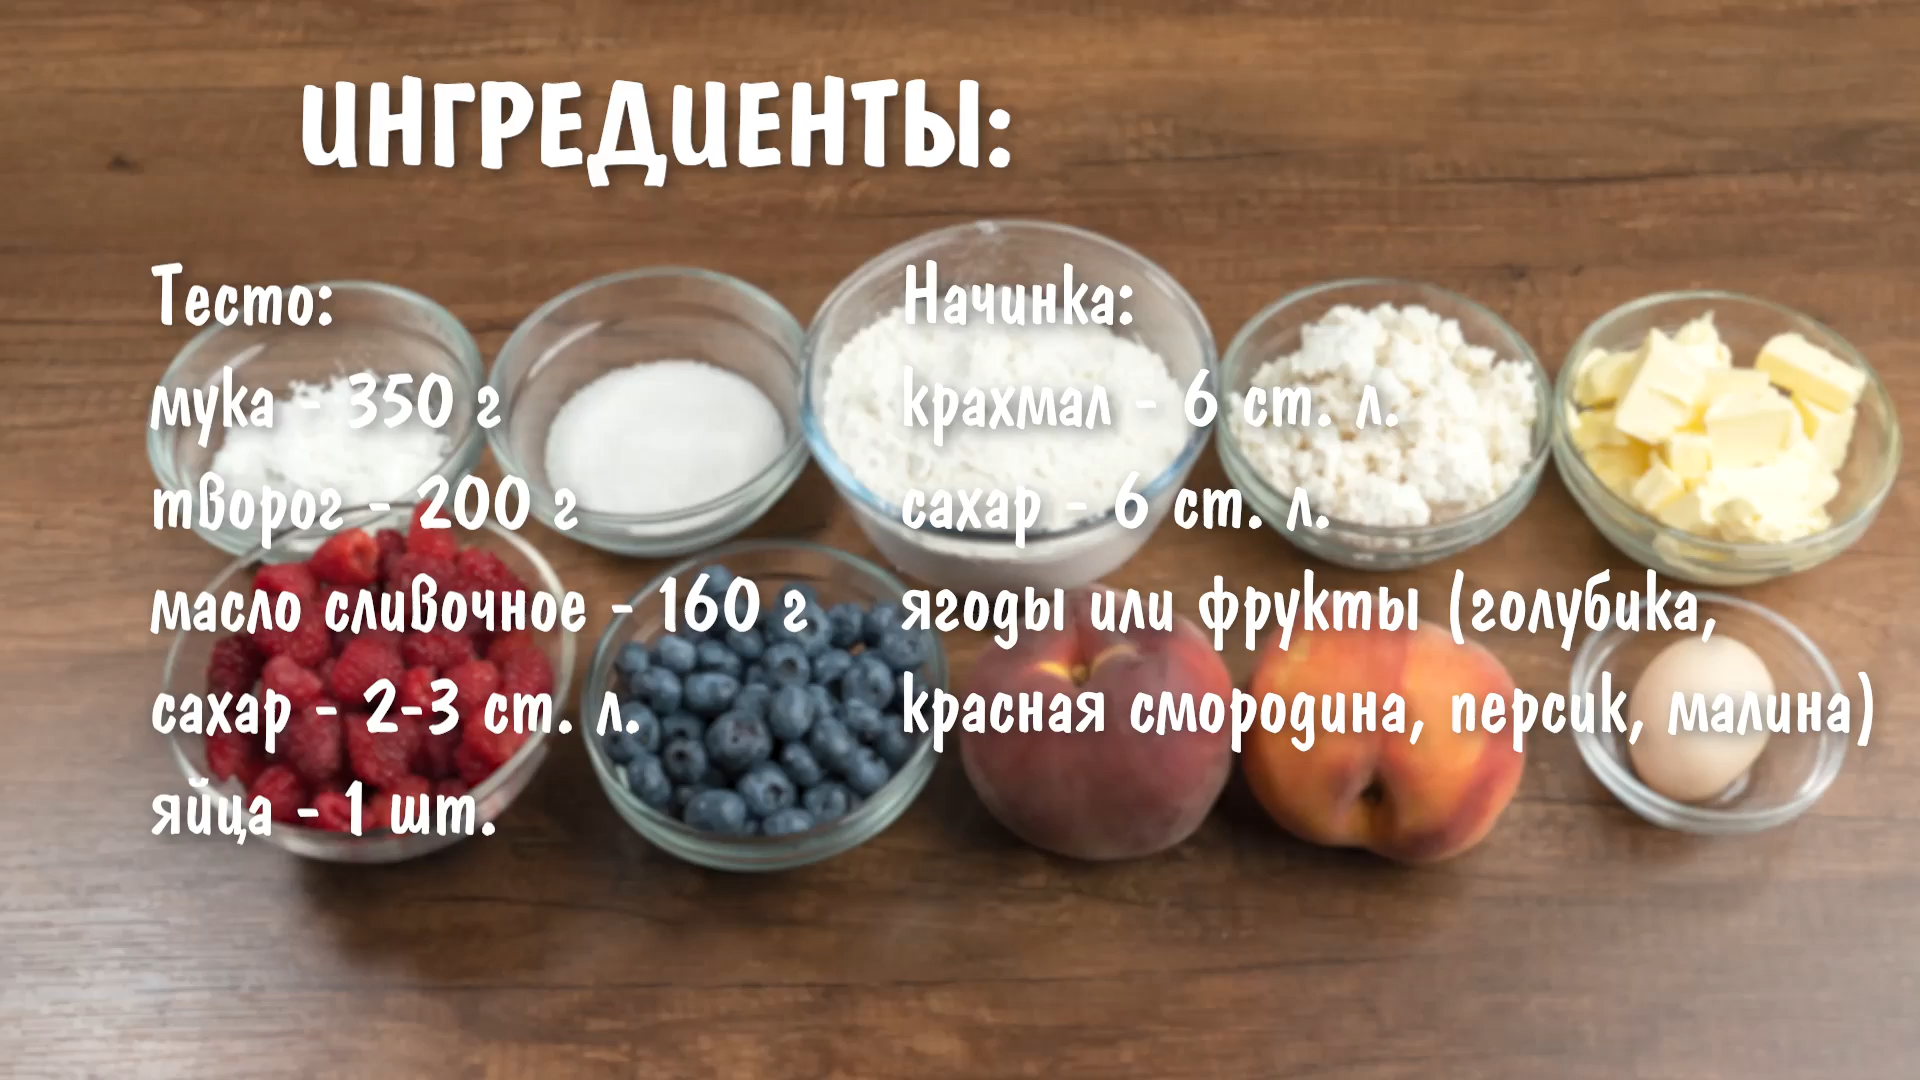 ИНГРЕДИЕНТЫ:
Тесто:
мука - 350 г
творог - 200 г
масло сливочное - 160 г
сахар - 2-3 ст. л.
яйца - 1 шт.
Начинка:
крахмал - 6 ст. л.
сахар - 6 ст. л.
ягоды или фрукты (голубика,
красная смородина, персик, малина)